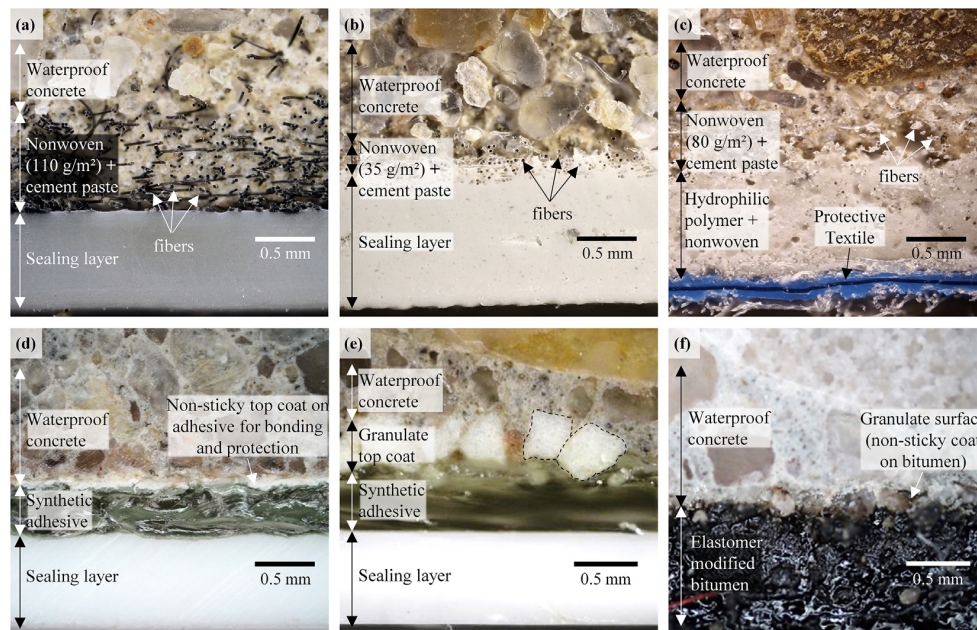 (a)
Waterproof
concrete
Nonwoven
(110 g/m²) +
cement paste
fibers
Sealing layer
0.5 mm
(b)
Waterproof
concrete
Nonwoven
(35 g/m²) +
cement paste
fibers
Sealing layer
0.5 mm
(c)
Waterproof
concrete
Nonwoven
(80 g/m²) +
cement paste
fibers
Hydrophilic
polymer +
nonwoven
Protective
Textile
0.5 mm
(d)
Waterproof
concrete
Non-sticky top coat on
adhesive for bonding
and protection
Synthetic
adhesive
Sealing layer
0.5 mm
(e)
Waterproof
concrete
Granulate
top coat
Synthetic
adhesive
Sealing layer
0.5 mm
(f)
Waterproof
concrete
Granulate surface
(non-sticky coat
on bitumen)
Elastomer
modified
bitumen
0.5 mm